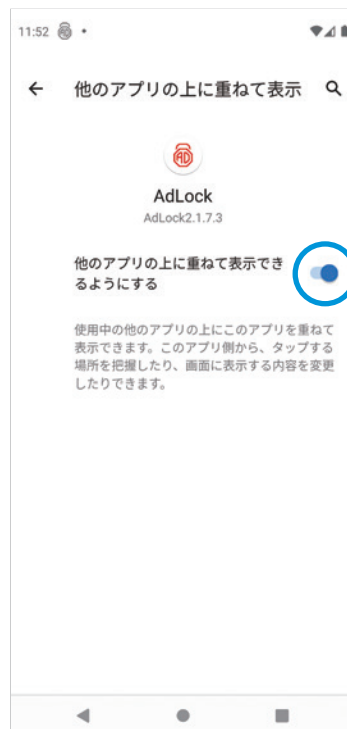 11:52
他のアプリの上に重ねて表示
AD
AdLock
AdLock2.1.7.3
他のアプリの上に重ねて表示でき
るようにする
使用中の他のアプリの上にこのアプリを重ねて
表示できます。このアプリ側から、タップする
場所を把握したり、画面に表示する内容を変更
したりできます。